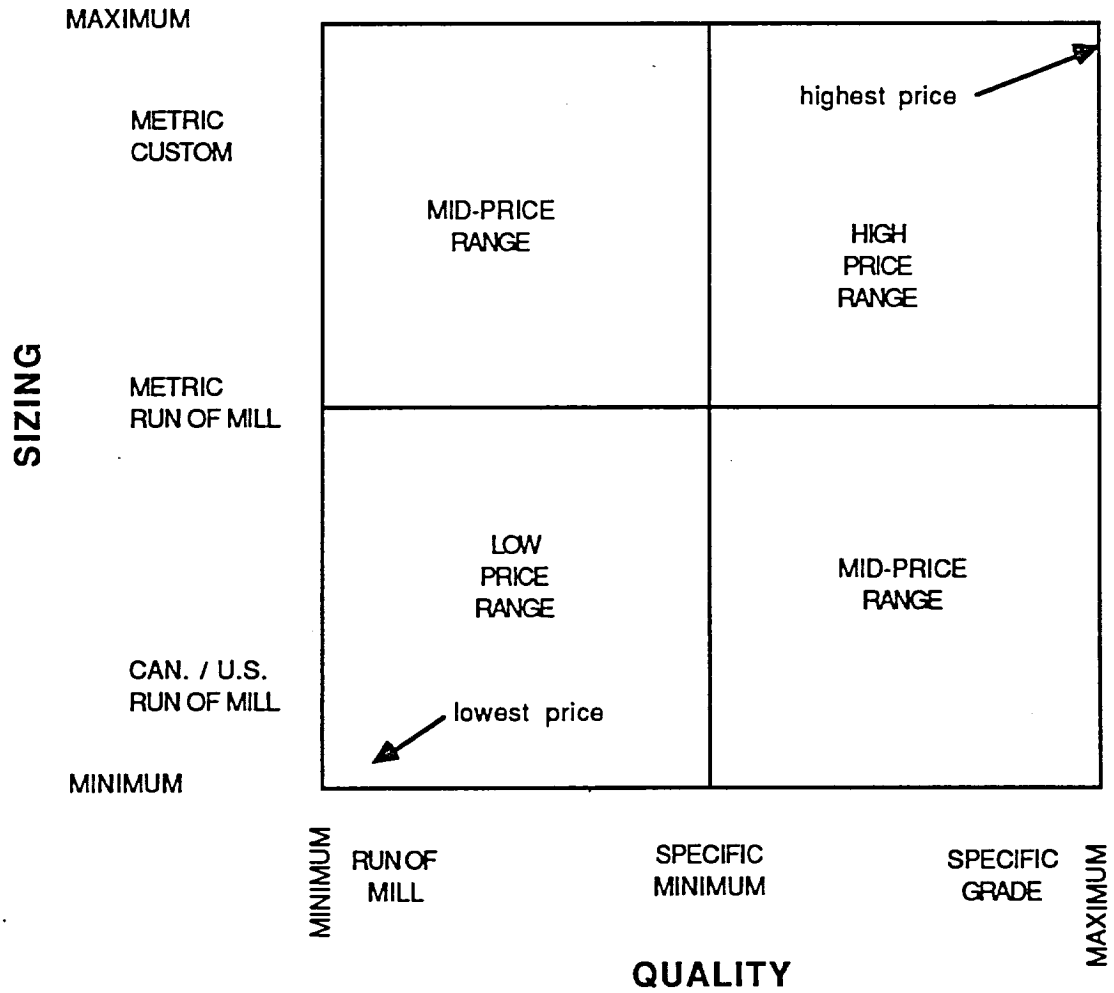 MAXIMUM
highest price
METRIC
CUSTOM
MID-PRICE
RANGE
HIGH
PRICE
RANGE
SIZING
METRIC
RUN OF MILL
LOW
PRICE
RANGE
MID-PRICE
RANGE
CAN. / U.S.
RUN OF MILL
lowest price
MINIMUM
MINIMUM
RUN OF
MILL
SPECIFIC
MINIMUM
SPECIFIC
GRADE
MAXIMUM
QUALITY